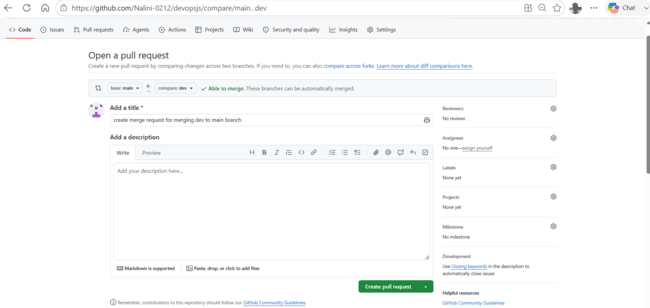 https://github.com/Nalini-0212/devopsjs/compare/main...dev
Chat
Code Issues Pull requests Agents Actions Projects Wiki Security and quality Insights Settings
Open a pull request
Create a new pull request by comparing changes across two branches. If you need to, you can also compare across forks. Learn more about diff comparisons here.
base: main compare: dev Able to merge. These branches can be automatically merged.
Add a title *
create merge request for merging dev to main branch
Add a description
Write Preview
Add your description here...
Markdown is supported Paste, drop, or click to add files
Create pull request
Remember, contributions to this repository should follow our GitHub Community Guidelines
Reviewers
No reviews
Assignees
No one—assign yourself
Labels
None yet
Projects
None yet
Milestone
No milestone
Development
Use Closing keywords in the description to
automatically close issues
Helpful resources
GitHub Community Guidelines